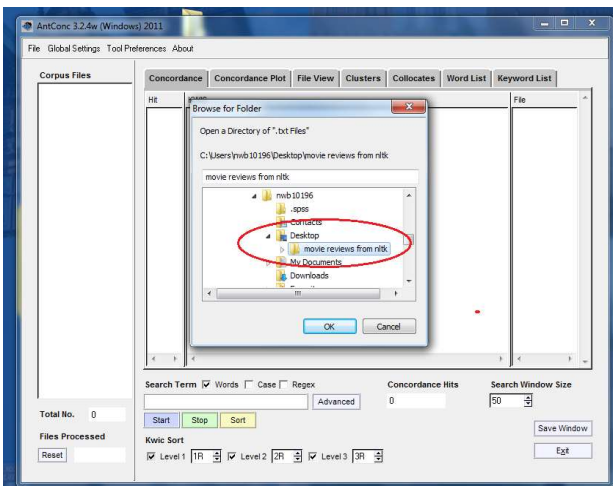 AntConc 3.2.4w (Windows) 2011
File Global Settings Tool Preferences About
Corpus Files
Concordance Concordance Plot File View Clusters Collocates Word List Keyword List
Hit File
Browse for Folder
Open a Directory of ".txt Files"
C:\Users\nwb10196\Desktop\movie reviews from nltk
movie reviews from nltk
nwb10196
.spss
Contacts
Desktop
movie reviews from nltk
My Documents
Downloads
OK Cancel
Search Term Words Case Regex Concordance Hits Search Window Size
Advanced 0 50
Total No. 0
Start Stop Sort
Save Window
Files Processed
Kwic Sort
Reset Level 1 1R Level 2 2R Level 3 3R Exit